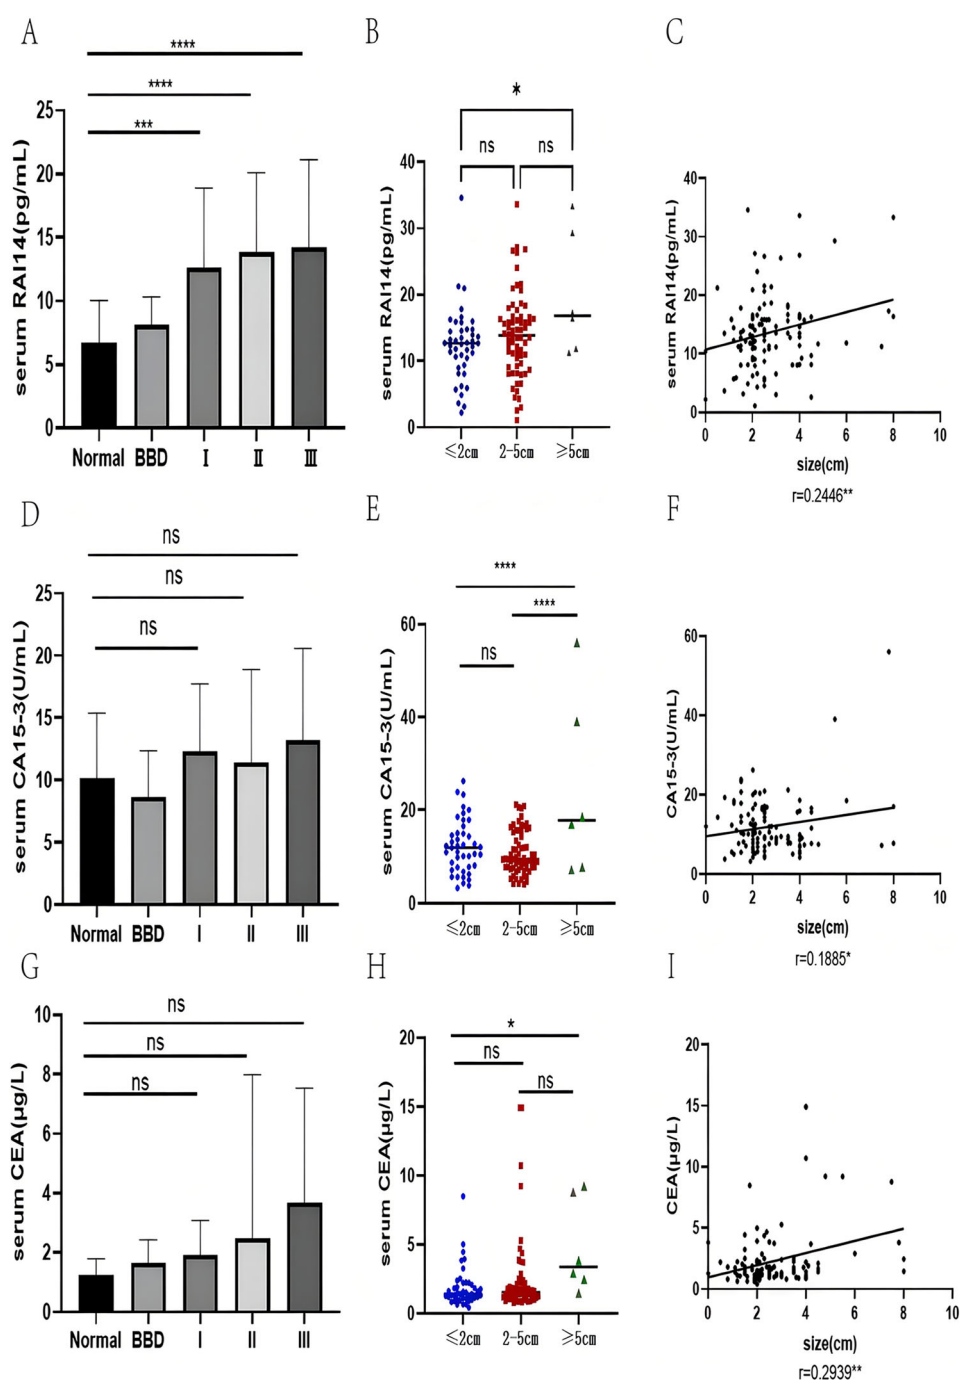 A
****
****
***
serum RAI14(pg/mL)
25
20
15
10
5
0
Normal BBD I II III
B
*
ns ns
serum RAI14(pg/mL)
40
30
20
10
0
≤2cm 2-5cm ≥5cm
C
serum RAI14(pg/mL)
40
30
20
10
0
0 2 4 6 8 10
size(cm)
r=0.2446**
D
ns
ns
ns
serum CA15-3(U/mL)
25
20
15
10
5
0
Normal BBD I II III
E
****
****
ns
serum CA15-3(U/mL)
60
40
20
0
≤2cm 2-5cm ≥5cm
F
CA15-3(U/mL)
60
40
20
0
0 2 4 6 8 10
size(cm)
r=0.1885*
G
ns
ns
ns
serum CEA(μg/L)
10
8
6
4
2
0
Normal BBD I II III
H
*
ns
ns
serum CEA(μg/L)
20
15
10
5
0
≤2cm 2-5cm ≥5cm
I
CEA(μg/L)
20
15
10
5
0
0 2 4 6 8 10
size(cm)
r=0.2939**